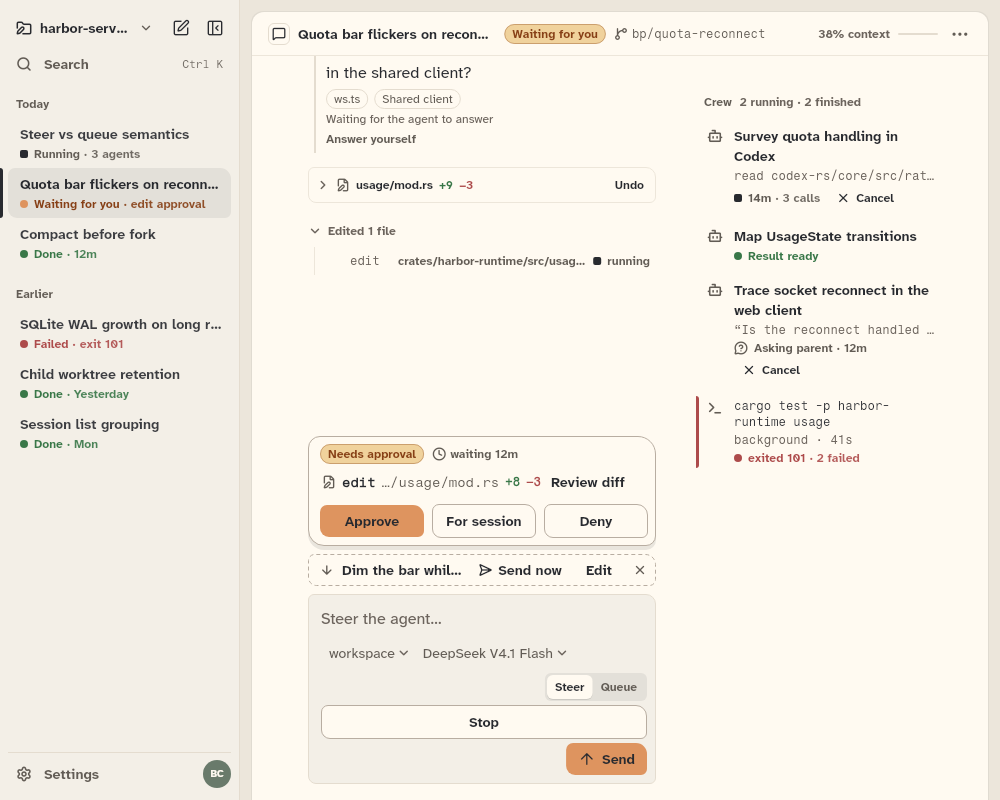 harbor-serv...
Search
Ctrl K
Today
Steer vs queue semantics
Running · 3 agents
Quota bar flickers on reconn...
Waiting for you · edit approval
Compact before fork
Done · 12m
Earlier
SQLite WAL growth on long r...
Failed · exit 101
Child worktree retention
Done · Yesterday
Session list grouping
Done · Mon
Settings
BC
Quota bar flickers on recon...
Waiting for you
bp/quota-reconnect
38% context
in the shared client?
ws.ts
Shared client
Waiting for the agent to answer
Answer yourself
usage/mod.rs +9 −3
Undo
Edited 1 file
edit crates/harbor-runtime/src/usag... running
Needs approval
waiting 12m
edit …/usage/mod.rs +8 −3 Review diff
Approve
For session
Deny
Dim the bar whil...
Send now
Edit
Steer the agent…
workspace
DeepSeek V4.1 Flash
Steer
Queue
Stop
Send
Crew 2 running · 2 finished
Survey quota handling in
Codex
read codex-rs/core/src/rat…
14m · 3 calls
Cancel
Map UsageState transitions
Result ready
Trace socket reconnect in the
web client
“Is the reconnect handled …
Asking parent · 12m
Cancel
cargo test -p harbor-
runtime usage
background · 41s
exited 101 · 2 failed